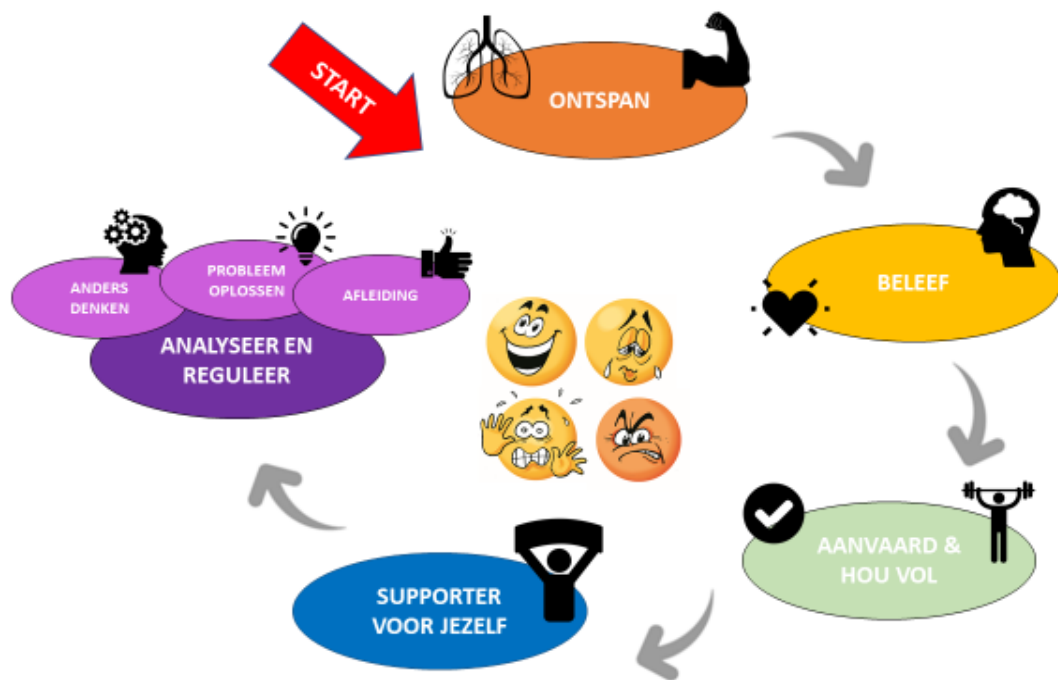 START
ONTSPAN
BELEEF
AANVAARD &
HOU VOL
SUPPORTER
VOOR JEZELF
ANALYSEER EN
REGULEER
ANDERS
DENKEN
PROBLEEM
OPLOSSEN
AFLEIDING